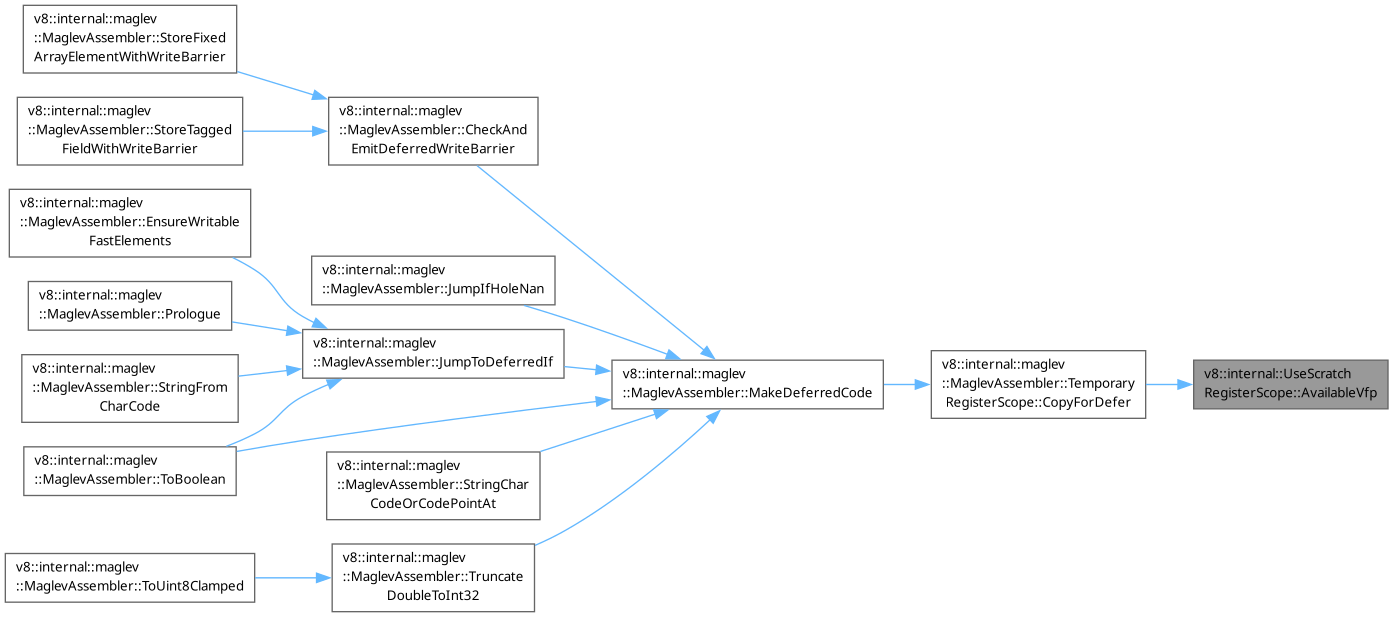 v8::internal::maglev
::MaglevAssembler::StoreFixed
ArrayElementWithWriteBarrier
v8::internal::maglev
::MaglevAssembler::StoreTagged
FieldWithWriteBarrier
v8::internal::maglev
::MaglevAssembler::CheckAnd
EmitDeferredWriteBarrier
v8::internal::maglev
::MaglevAssembler::EnsureWritable
FastElements
v8::internal::maglev
::MaglevAssembler::JumpIfHoleNan
v8::internal::maglev
::MaglevAssembler::Prologue
v8::internal::maglev
::MaglevAssembler::JumpToDeferredIf
v8::internal::maglev
::MaglevAssembler::StringFrom
CharCode
v8::internal::maglev
::MaglevAssembler::MakeDeferredCode
v8::internal::maglev
::MaglevAssembler::Temporary
RegisterScope::CopyForDefer
v8::internal::UseScratch
RegisterScope::AvailableVfp
v8::internal::maglev
::MaglevAssembler::ToBoolean
v8::internal::maglev
::MaglevAssembler::StringChar
CodeOrCodePointAt
v8::internal::maglev
::MaglevAssembler::ToUint8Clamped
v8::internal::maglev
::MaglevAssembler::Truncate
DoubleToInt32